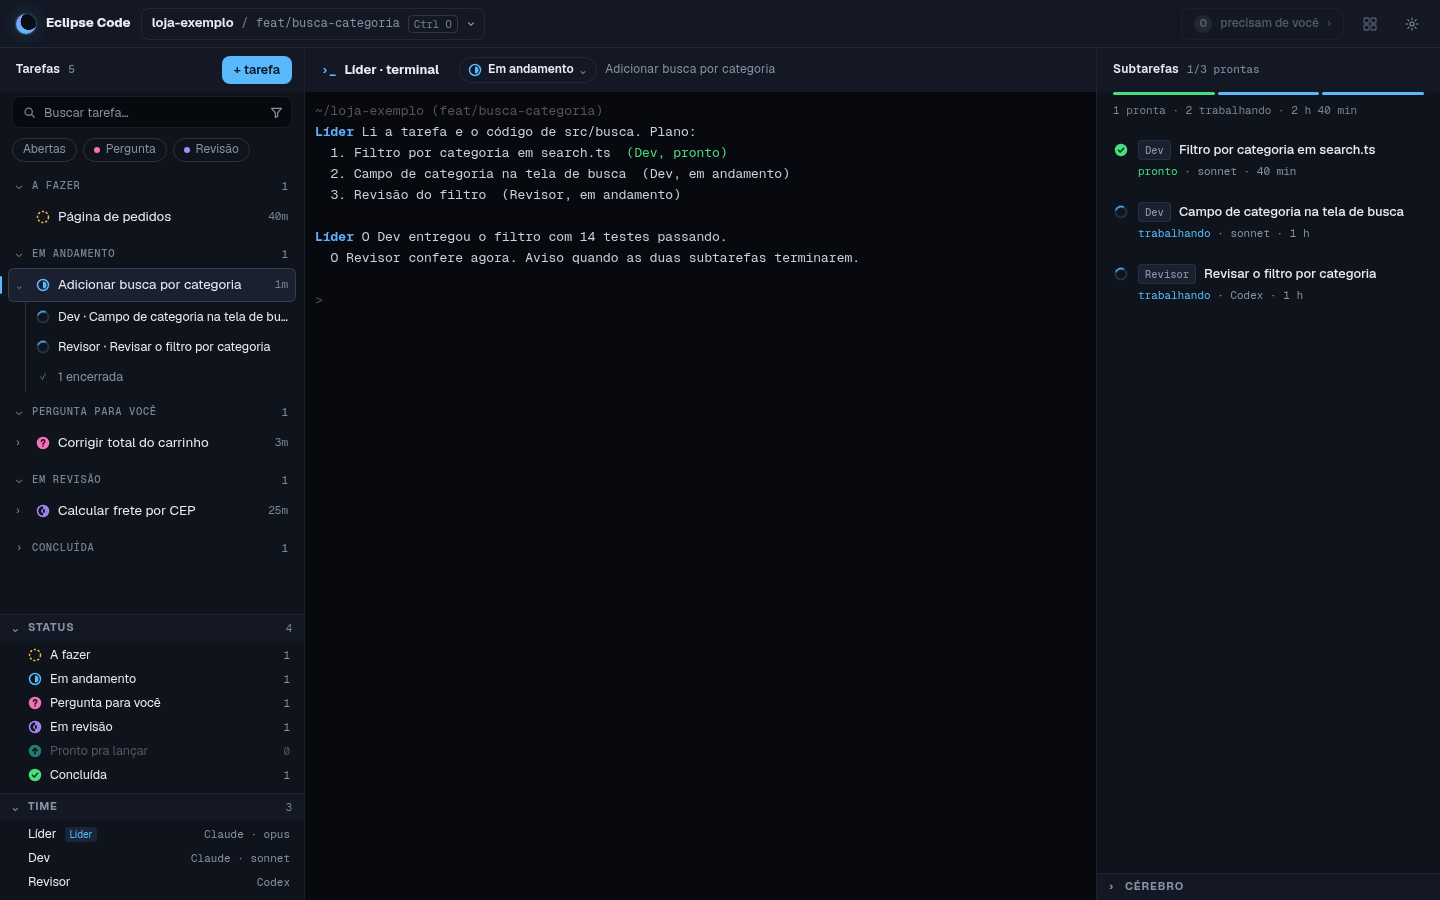 Eclipse Code
loja-exemplo / feat/busca-categoria Ctrl O
0 precisam de você ›
Tarefas 5
+ tarefa
Buscar tarefa…
Abertas
Pergunta
Revisão
A FAZER 1
Página de pedidos 40m
EM ANDAMENTO 1
Adicionar busca por categoria 1m
Dev · Campo de categoria na tela de bu…
Revisor · Revisar o filtro por categoria
✓ 1 encerrada
PERGUNTA PARA VOCÊ 1
Corrigir total do carrinho 3m
EM REVISÃO 1
Calcular frete por CEP 25m
CONCLUÍDA 1
STATUS 4
A fazer 1
Em andamento 1
Pergunta para você 1
Em revisão 1
Pronto pra lançar 0
Concluída 1
TIME 3
Líder Líder Claude · opus
Dev Claude · sonnet
Revisor Codex
›_ Líder · terminal
Em andamento
Adicionar busca por categoria
~/loja-exemplo (feat/busca-categoria)
Líder Li a tarefa e o código de src/busca. Plano:
1. Filtro por categoria em search.ts (Dev, pronto)
2. Campo de categoria na tela de busca (Dev, em andamento)
3. Revisão do filtro (Revisor, em andamento)
Líder O Dev entregou o filtro com 14 testes passando.
O Revisor confere agora. Aviso quando as duas subtarefas terminarem.
>
Subtarefas 1/3 prontas
1 pronta · 2 trabalhando · 2 h 40 min
Dev Filtro por categoria em search.ts
pronto · sonnet · 40 min
Dev Campo de categoria na tela de busca
trabalhando · sonnet · 1 h
Revisor Revisar o filtro por categoria
trabalhando · Codex · 1 h
› CÉREBRO